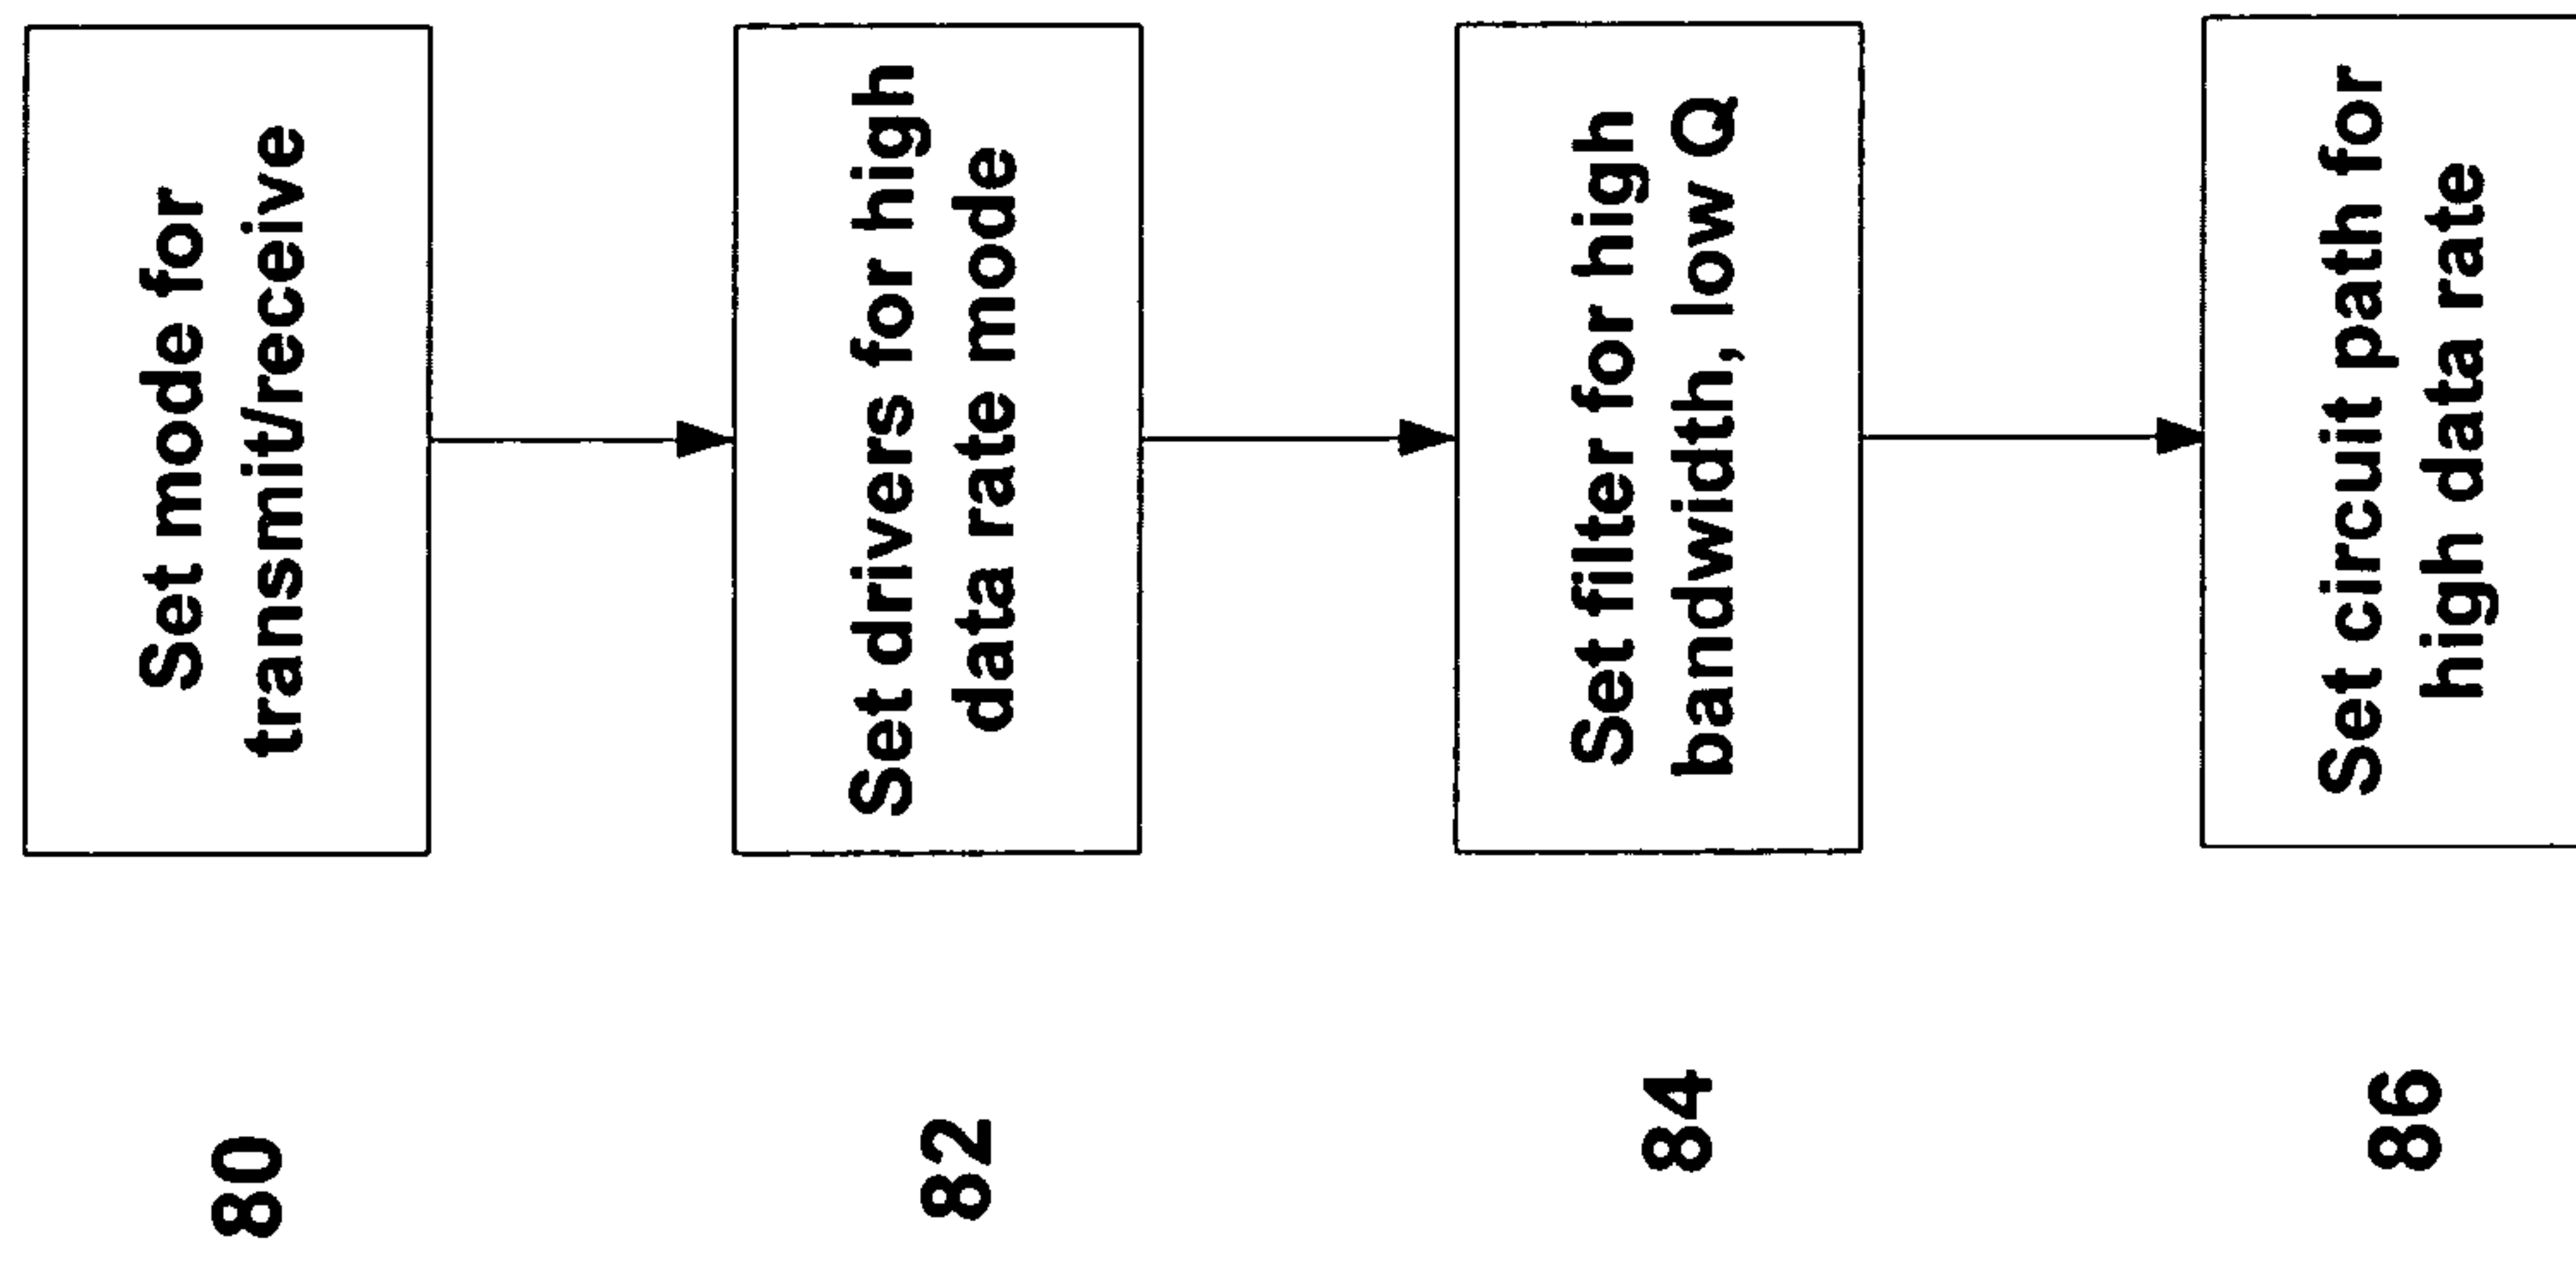 80
Set mode for
transmit/receive
82
Set drivers for high
data rate mode
84
Set filter for high
bandwidth, low Q
86
Set circuit path for
high data rate